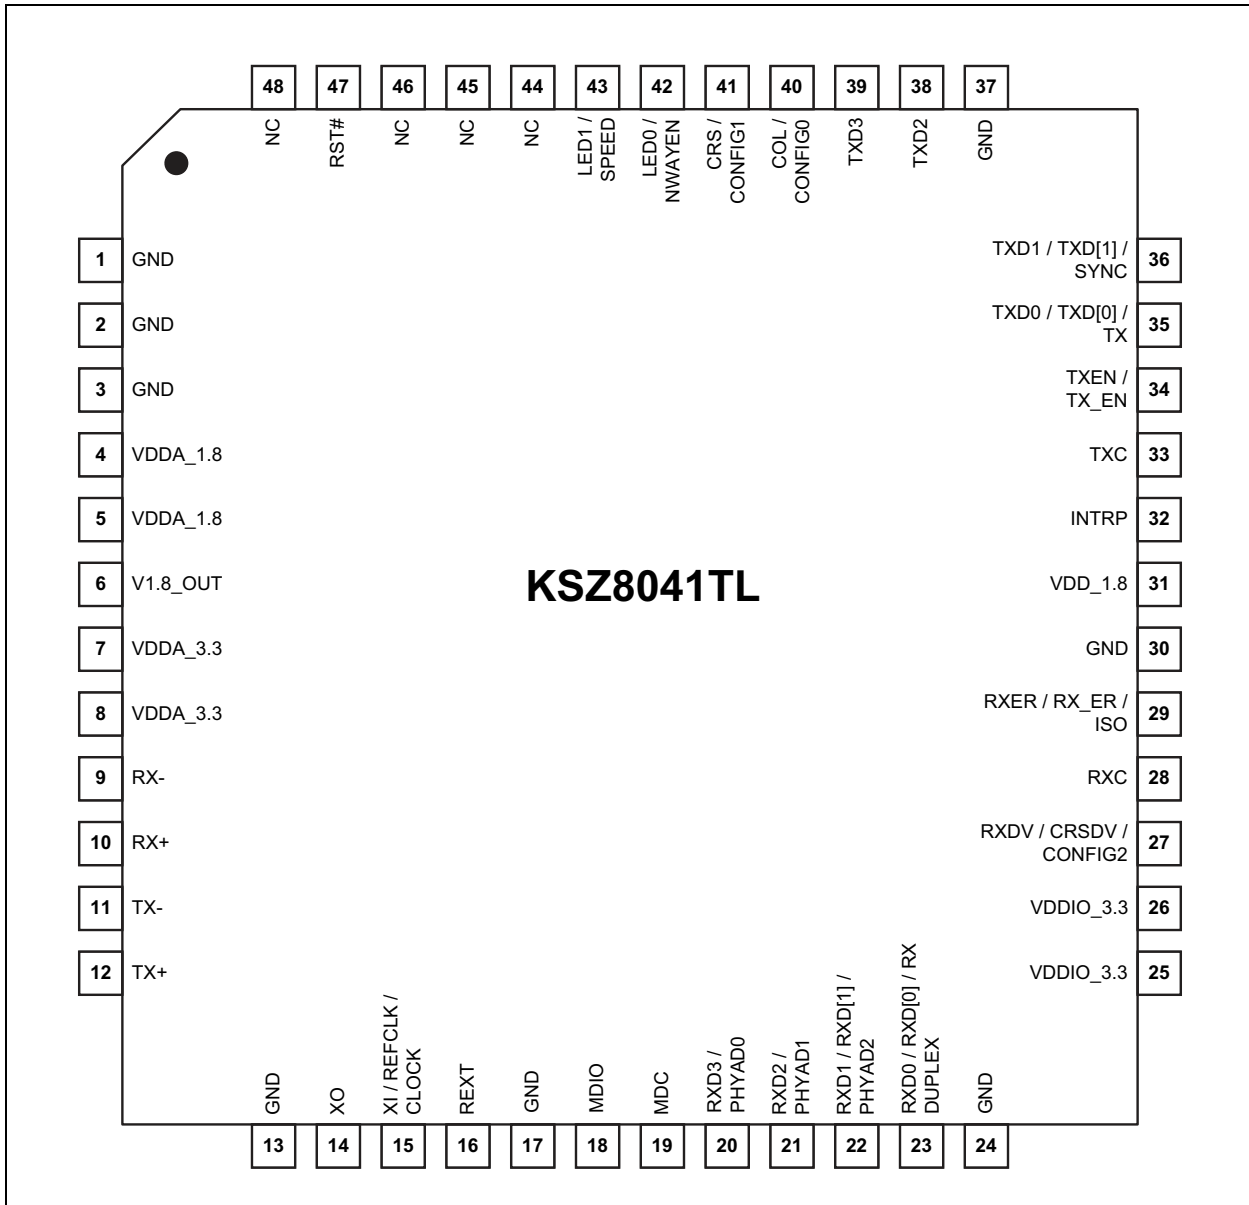 48
47
46
45
44
43
42
41
40
39
38
37
NC
RST#
NC
NC
NC
LED1 /
SPEED
LED0 /
NWAYEN
CRS /
CONFIG1
COL /
CONFIG0
TXD3
TXD2
GND
1 GND
2 GND
3 GND
4 VDDA_1.8
5 VDDA_1.8
6 V1.8_OUT
7 VDDA_3.3
8 VDDA_3.3
9 RX-
10 RX+
11 TX-
12 TX+
KSZ8041TL
TXD1 / TXD[1] /
SYNC
36
TXD0 / TXD[0] /
TX
35
TXEN /
TX_EN
34
TXC 33
INTRP 32
VDD_1.8 31
GND 30
RXER / RX_ER /
ISO
29
RXC 28
RXDV / CRSDV /
CONFIG2
27
VDDIO_3.3 26
VDDIO_3.3 25
GND
XO
XI / REFCLK /
CLOCK
REXT
GND
MDIO
MDC
RXD3 /
PHYAD0
RXD2 /
PHYAD1
RXD1 / RXD[1] /
PHYAD2
RXD0 / RXD[0] / RX
DUPLEX
GND
13
14
15
16
17
18
19
20
21
22
23
24